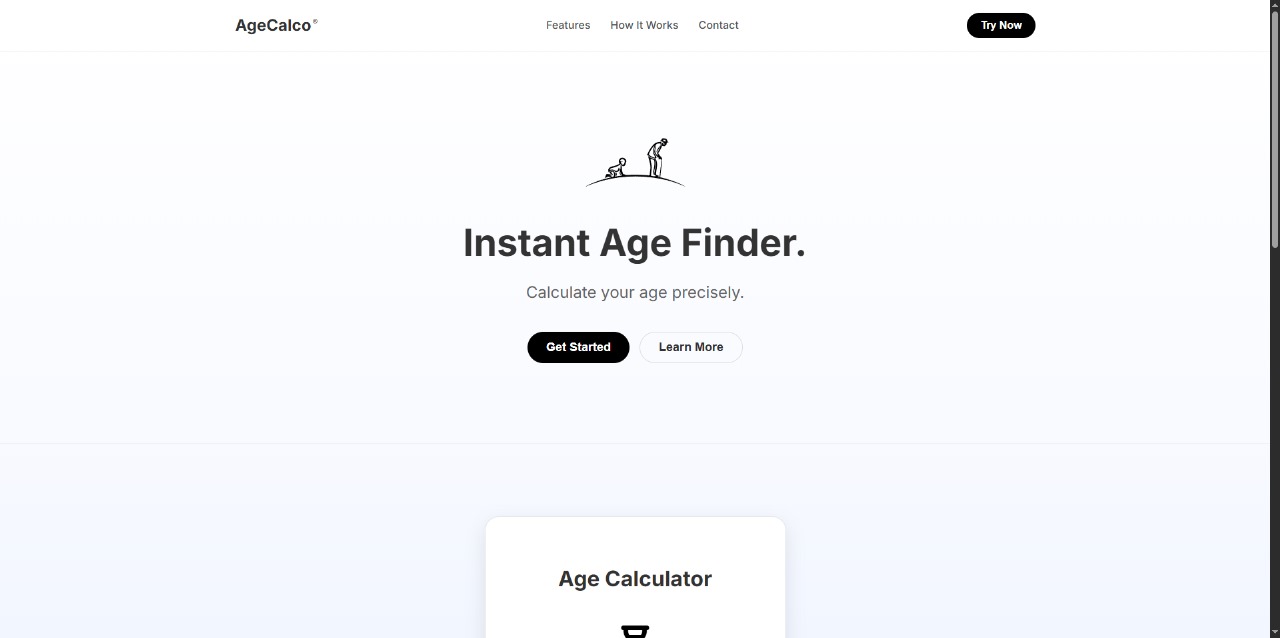 AgeCalco®
Features
How It Works
Contact
Try Now
Instant Age Finder.
Calculate your age precisely.
Get Started
Learn More
Age Calculator